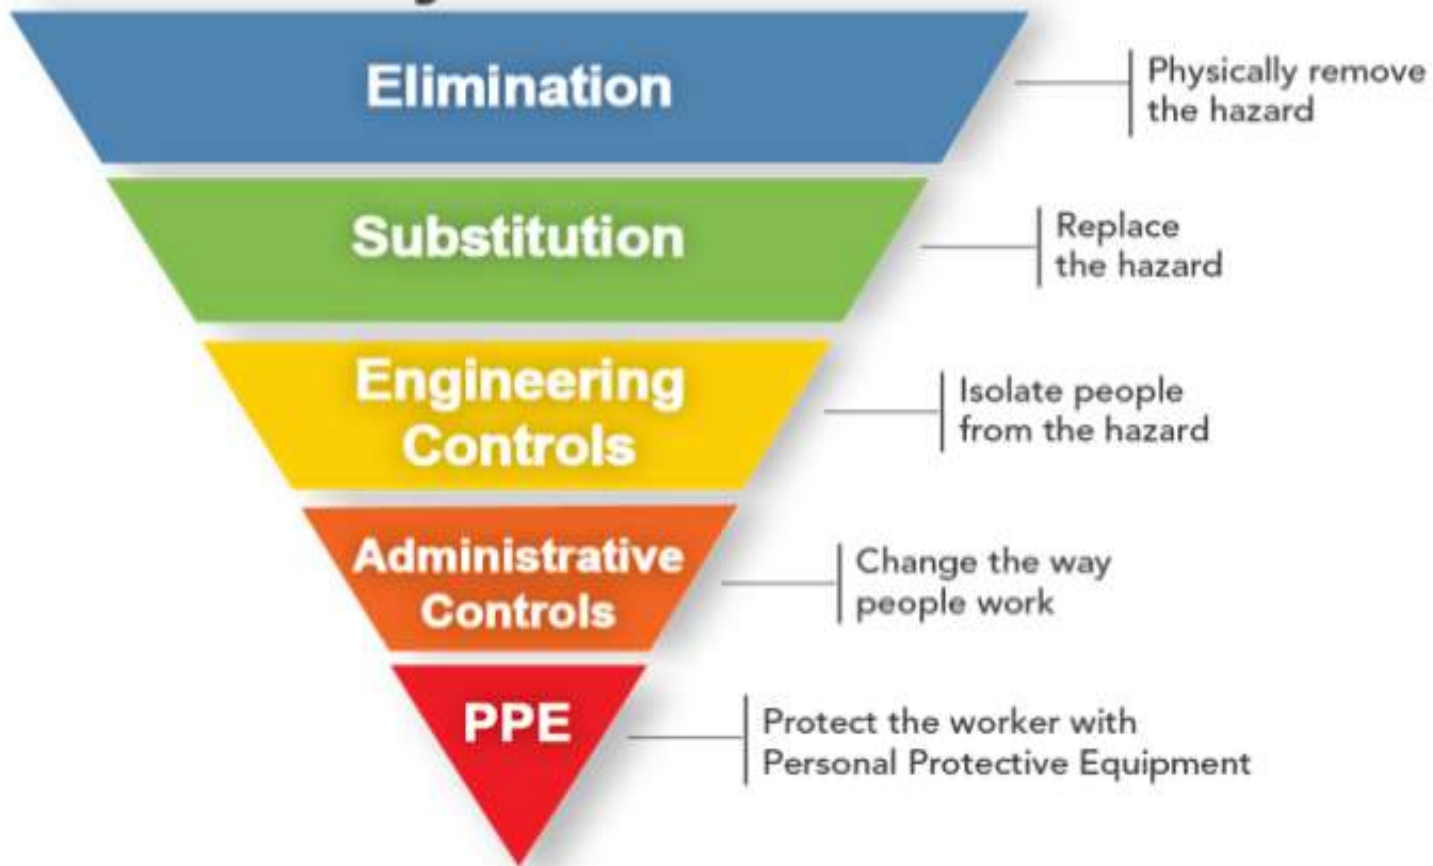 Elimination
Physically remove
the hazard
Substitution
Replace
the hazard
Engineering
Controls
Isolate people
from the hazard
Administrative
Controls
Change the way
people work
PPE
Protect the worker with
Personal Protective Equipment